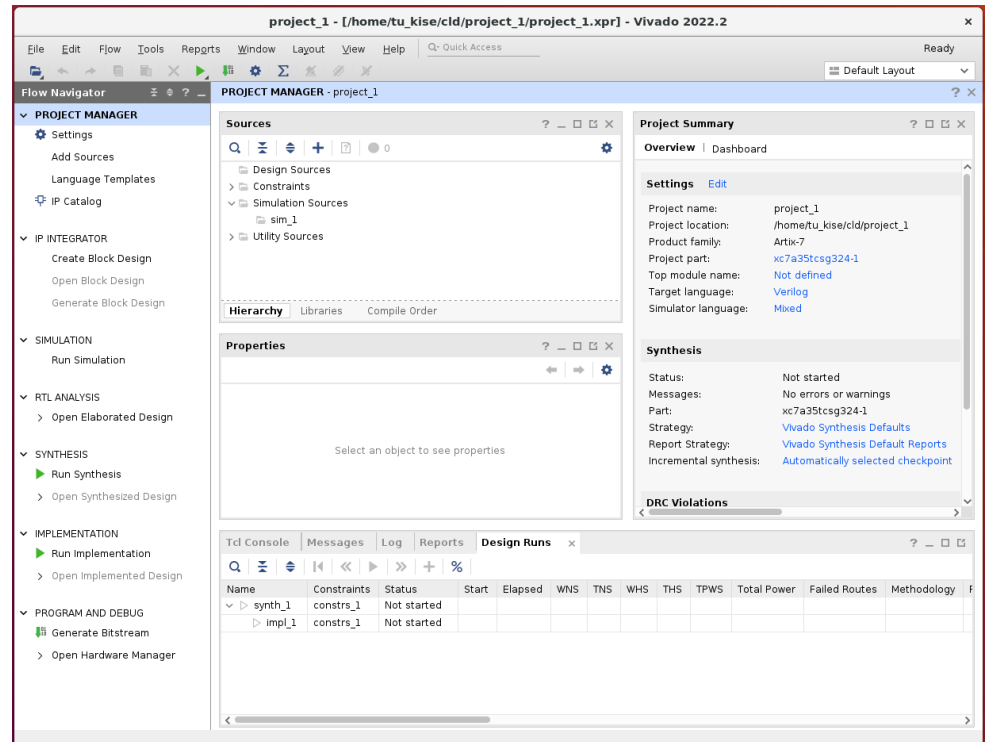 project_1 - [/home/tu_kise/cld/project_1/project_1.xpr] - Vivado 2022.2
File Edit Flow Tools Reports Window Layout View Help Q- Quick Access Ready
Default Layout
Flow Navigator
PROJECT MANAGER
Settings
Add Sources
Language Templates
IP Catalog
IP INTEGRATOR
Create Block Design
Open Block Design
Generate Block Design
SIMULATION
Run Simulation
RTL ANALYSIS
Open Elaborated Design
SYNTHESIS
Run Synthesis
Open Synthesized Design
IMPLEMENTATION
Run Implementation
Open Implemented Design
PROGRAM AND DEBUG
Generate Bitstream
Open Hardware Manager
PROJECT MANAGER - project_1
Sources
0
Design Sources
Constraints
Simulation Sources
sim_1
Utility Sources
Hierarchy Libraries Compile Order
Properties
Select an object to see properties
Project Summary
Overview | Dashboard
Settings Edit
Project name: project_1
Project location: /home/tu_kise/cld/project_1
Product family: Artix-7
Project part: xc7a35tcsg324-1
Top module name: Not defined
Target language: Verilog
Simulator language: Mixed
Synthesis
Status: Not started
Messages: No errors or warnings
Part: xc7a35tcsg324-1
Strategy: Vivado Synthesis Defaults
Report Strategy: Vivado Synthesis Default Reports
Incremental synthesis: Automatically selected checkpoint
DRC Violations
Tcl Console Messages Log Reports Design Runs
%
Name Constraints Status Start Elapsed WNS TNS WHS THS TPWS Total Power Failed Routes Methodology
synth_1 constrs_1 Not started
impl_1 constrs_1 Not started